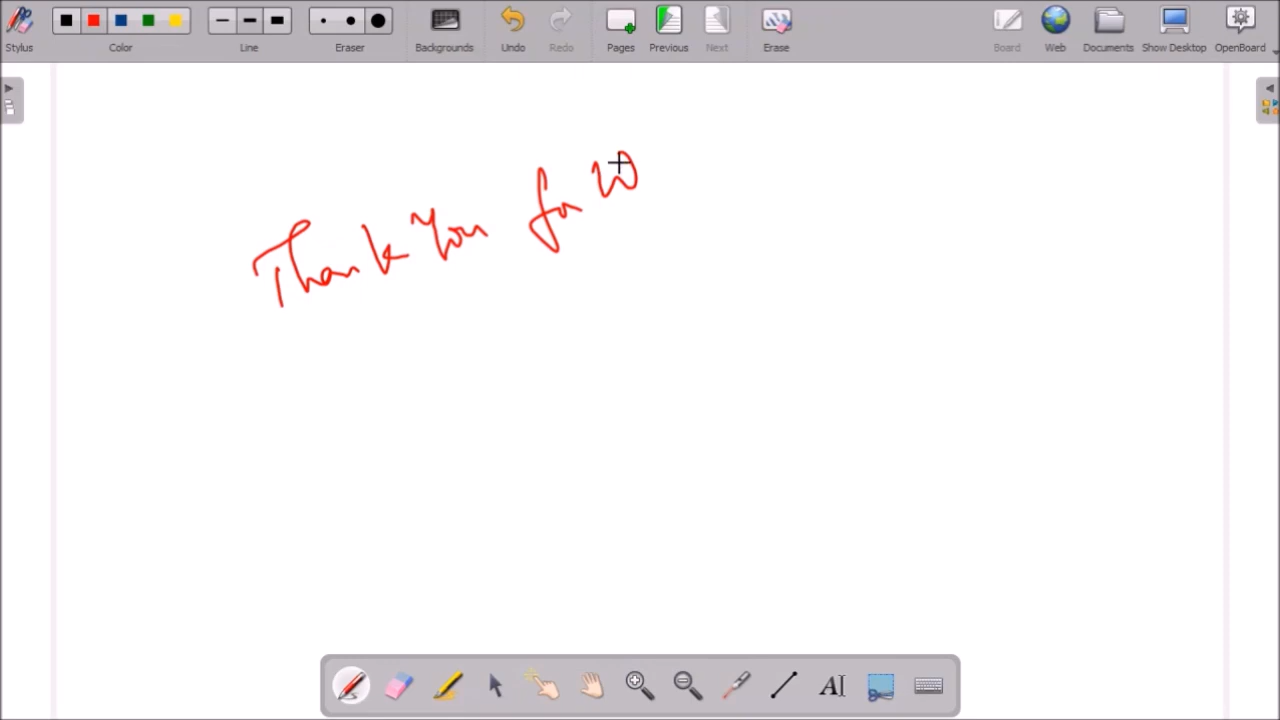 Stylus Color Line Eraser Backgrounds Undo Redo Pages Previous Next Erase Board Web Documents Show Desktop OpenBoard
Thank You for W
AI